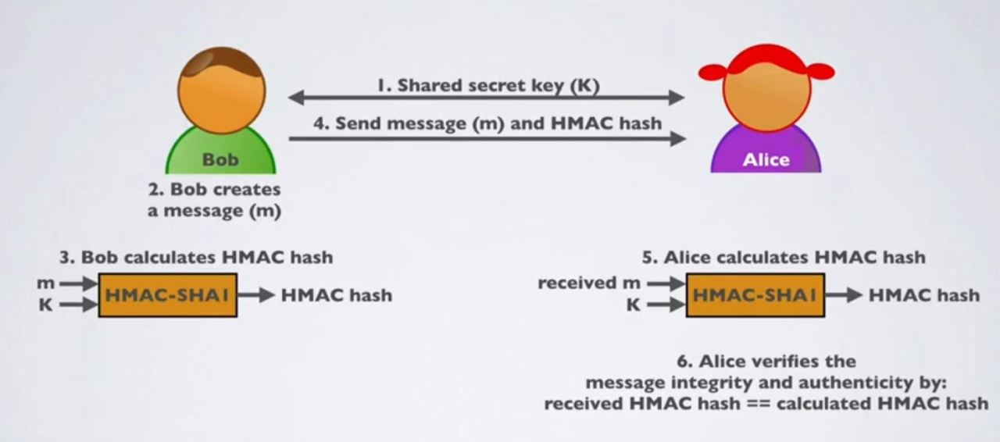 1. Shared secret key (K)
4. Send message (m) and HMAC hash
Bob
Alice
2. Bob creates
a message (m)
3. Bob calculates HMAC hash
m
K
HMAC-SHA1
HMAC hash
5. Alice calculates HMAC hash
received m
K
HMAC-SHA1
HMAC hash
6. Alice verifies the
message integrity and authenticity by:
received HMAC hash == calculated HMAC hash